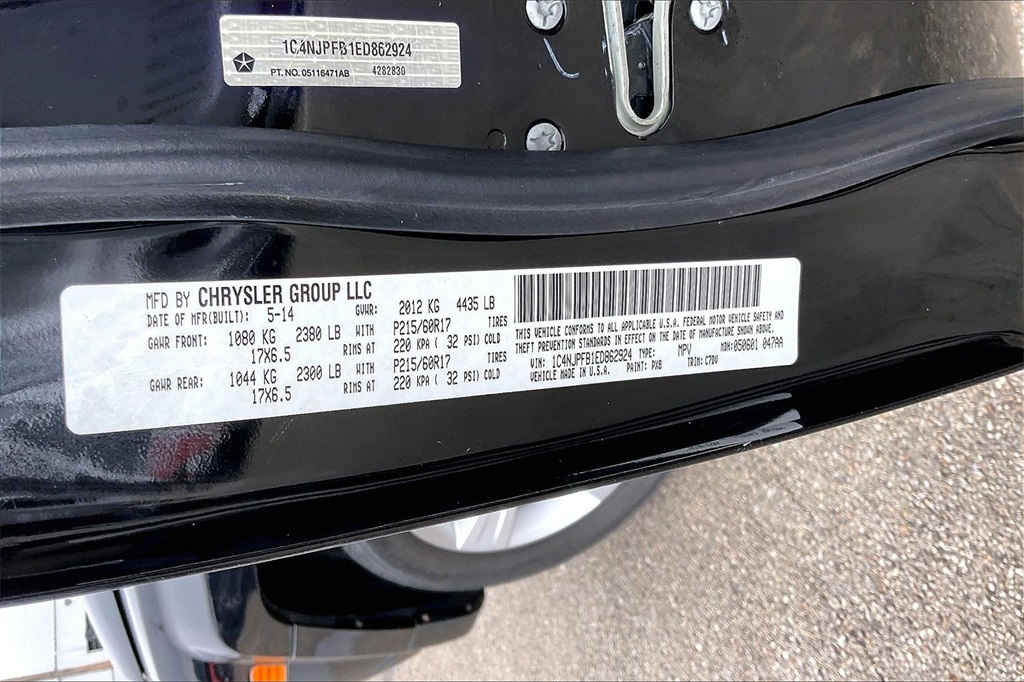 1C4NJPFB1ED862924
PT. NO. 05116471AB 4282830
MFD BY CHRYSLER GROUP LLC
DATE OF MFR(BUILT): 5-14 GVWR: 2012 KG 4435 LB
GAWR FRONT: 1080 KG 2380 LB WITH P215/60R17 TIRES
17X6.5 RIMS AT 220 KPA ( 32 PSI) COLD
GAWR REAR: 1044 KG 2300 LB WITH P215/60R17 TIRES
17X6.5 RIMS AT 220 KPA ( 32 PSI) COLD
THIS VEHICLE CONFORMS TO ALL APPLICABLE U.S.A. FEDERAL MOTOR VEHICLE SAFETY AND
THEFT PREVENTION STANDARDS IN EFFECT ON THE DATE OF MANUFACTURE SHOWN ABOVE.
VIN: 1C4NJPFB1ED862924 TYPE: MPV MDH: 050601 047AA
VEHICLE MADE IN U.S.A. PAINT: PX8 TRIM: C7DV